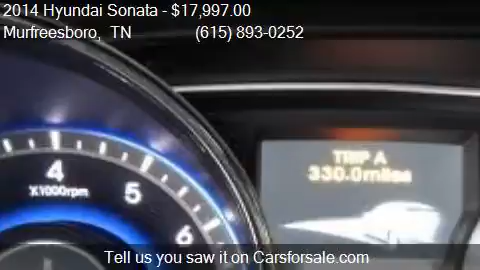 2014 Hyundai Sonata - $17,997.00
Murfreesboro,  TN (615) 893-0252
TRIP A
330.0miles
4
X1000rpm
5
6
Tell us you saw it on Carsforsale.com